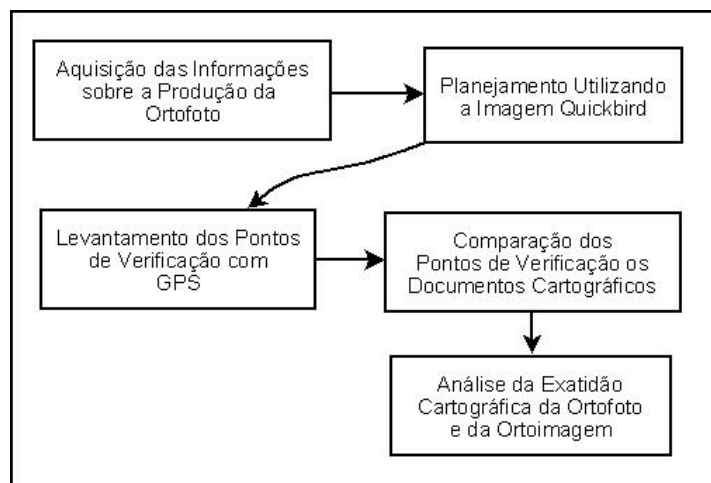 Aquisição das Informações
sobre a Produção da
Ortofoto
Planejamento Utilizando
a Imagem Quickbird
Levantamento dos Pontos
de Verificação com
GPS
Comparação dos
Pontos de Verificação os
Documentos Cartográficos
Análise da Exatidão
Cartográfica da Ortofoto
e da Ortoimagem